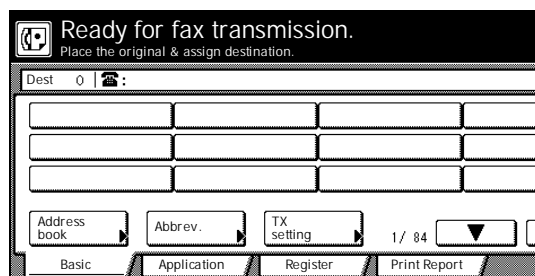 Ready for fax transmission.
Place the original & assign destination.
Dest 0 ☎:
Address
book
Abbrev.
TX
setting
1/ 84
Basic
Application
Register
Print Report